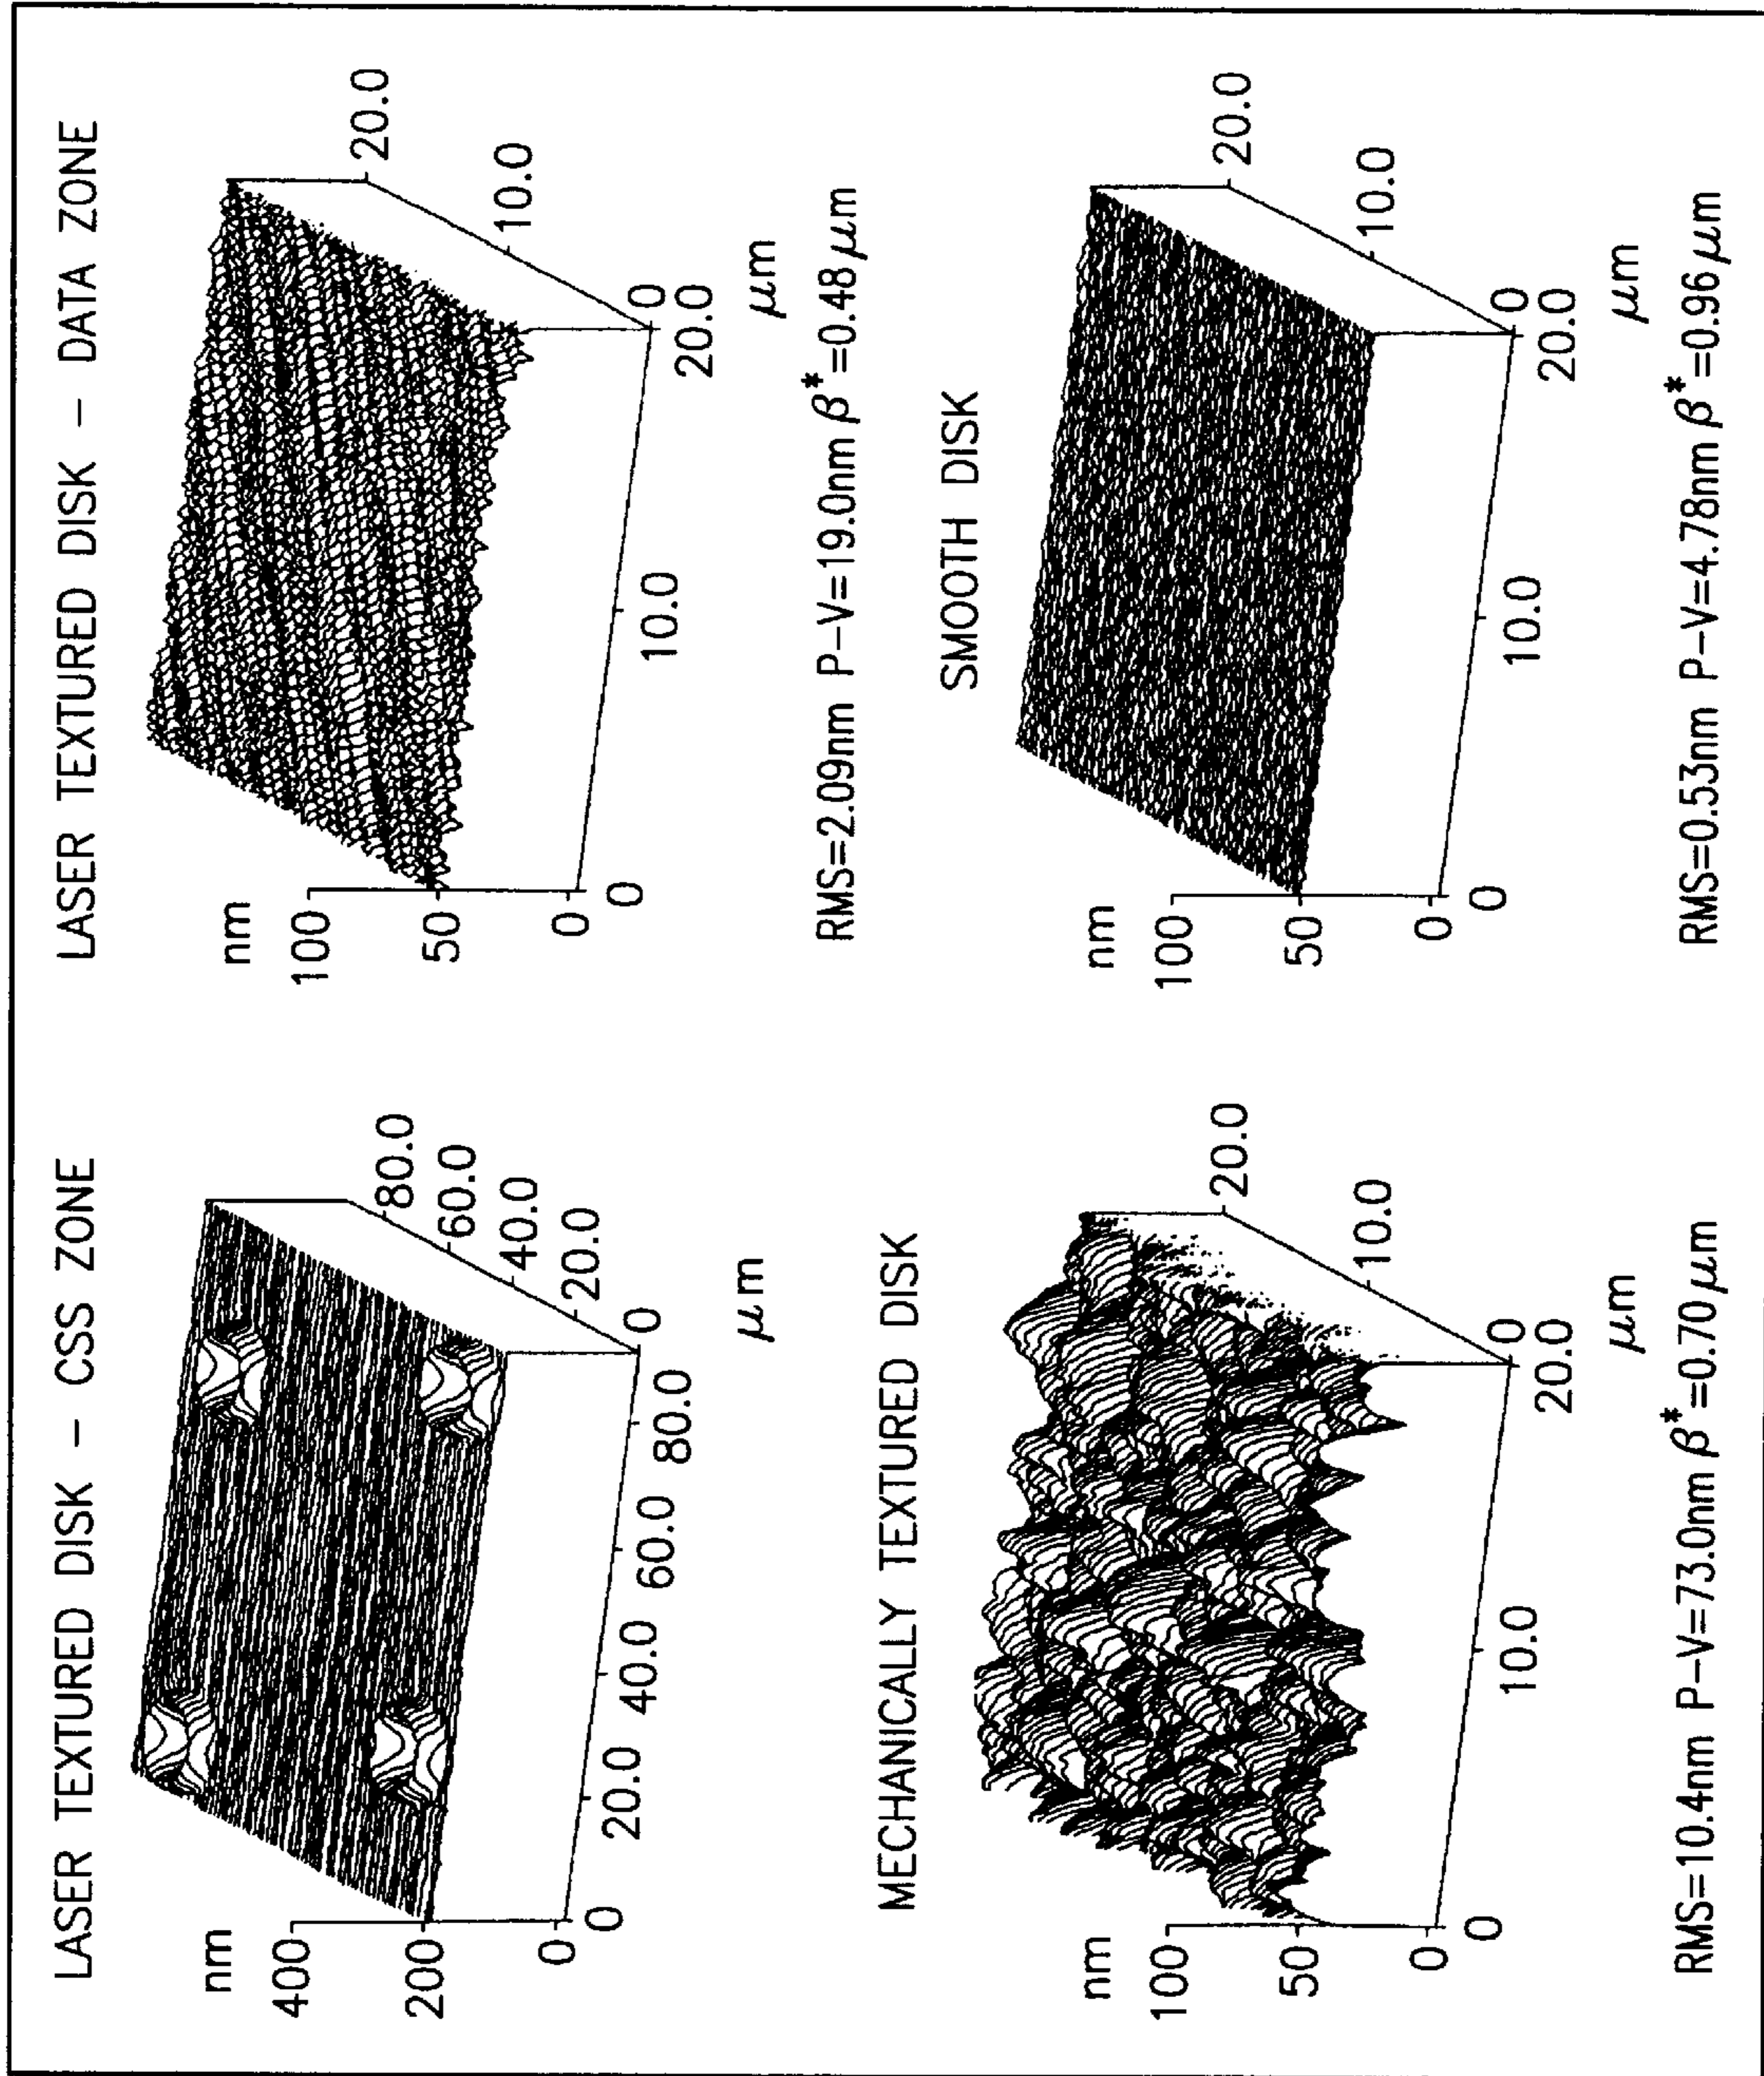 LASER TEXTURED DISK – CSS ZONE
nm
400
200
0
0
20.0
40.0
60.0
80.0
0
20.0
40.0
60.0
80.0
μm
LASER TEXTURED DISK – DATA ZONE
nm
100
50
0
0
10.0
20.0
0
10.0
20.0
μm
RMS=2.09nm P–V=19.0nm β*=0.48μm
MECHANICALLY TEXTURED DISK
nm
100
50
0
0
10.0
20.0
0
10.0
20.0
μm
RMS=10.4nm P–V=73.0nm β*=0.70μm
SMOOTH DISK
nm
100
50
0
0
10.0
20.0
0
10.0
20.0
μm
RMS=0.53nm P–V=4.78nm β*=0.96μm